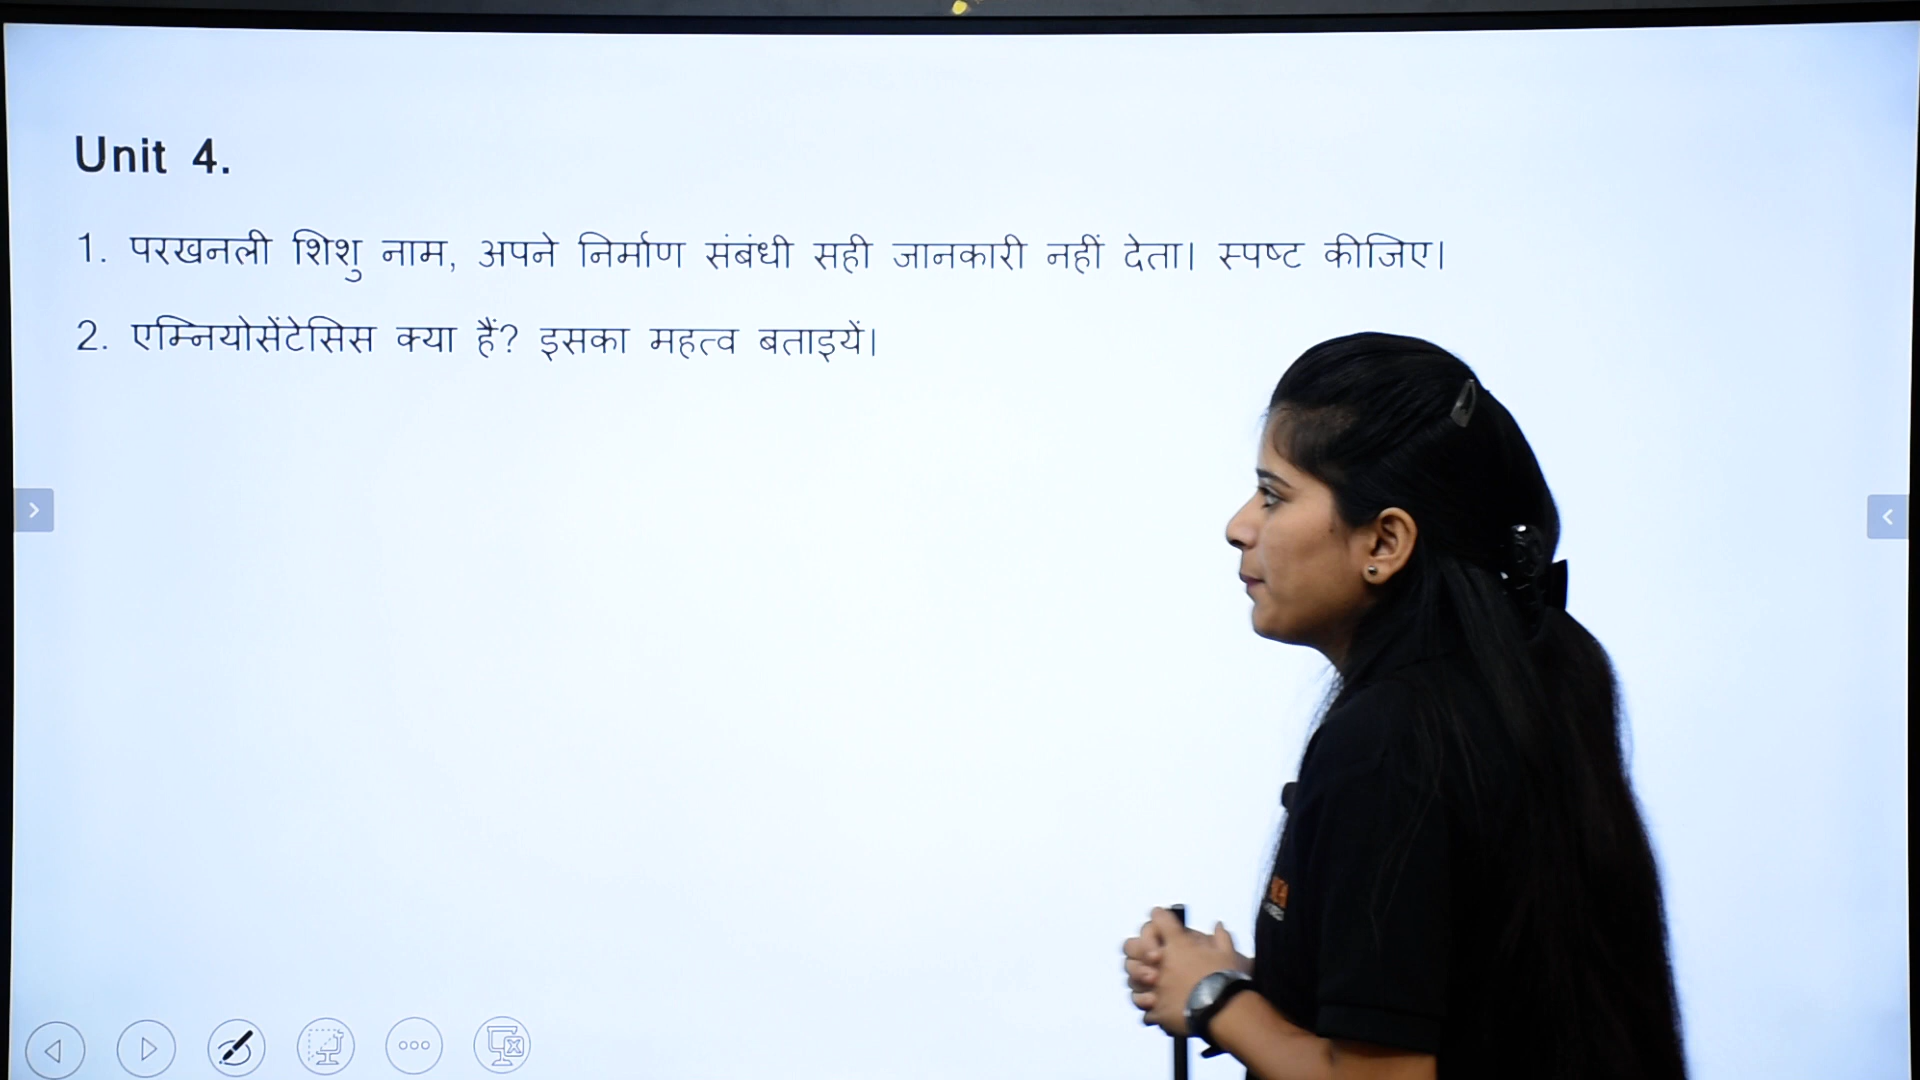 Unit 4.
1. परखनली शिशु नाम, अपने निर्माण संबंधी सही जानकारी नहीं देता। स्पष्ट कीजिए।
2. एम्नियोसेंटेसिस क्या हैं? इसका महत्व बताइयें।